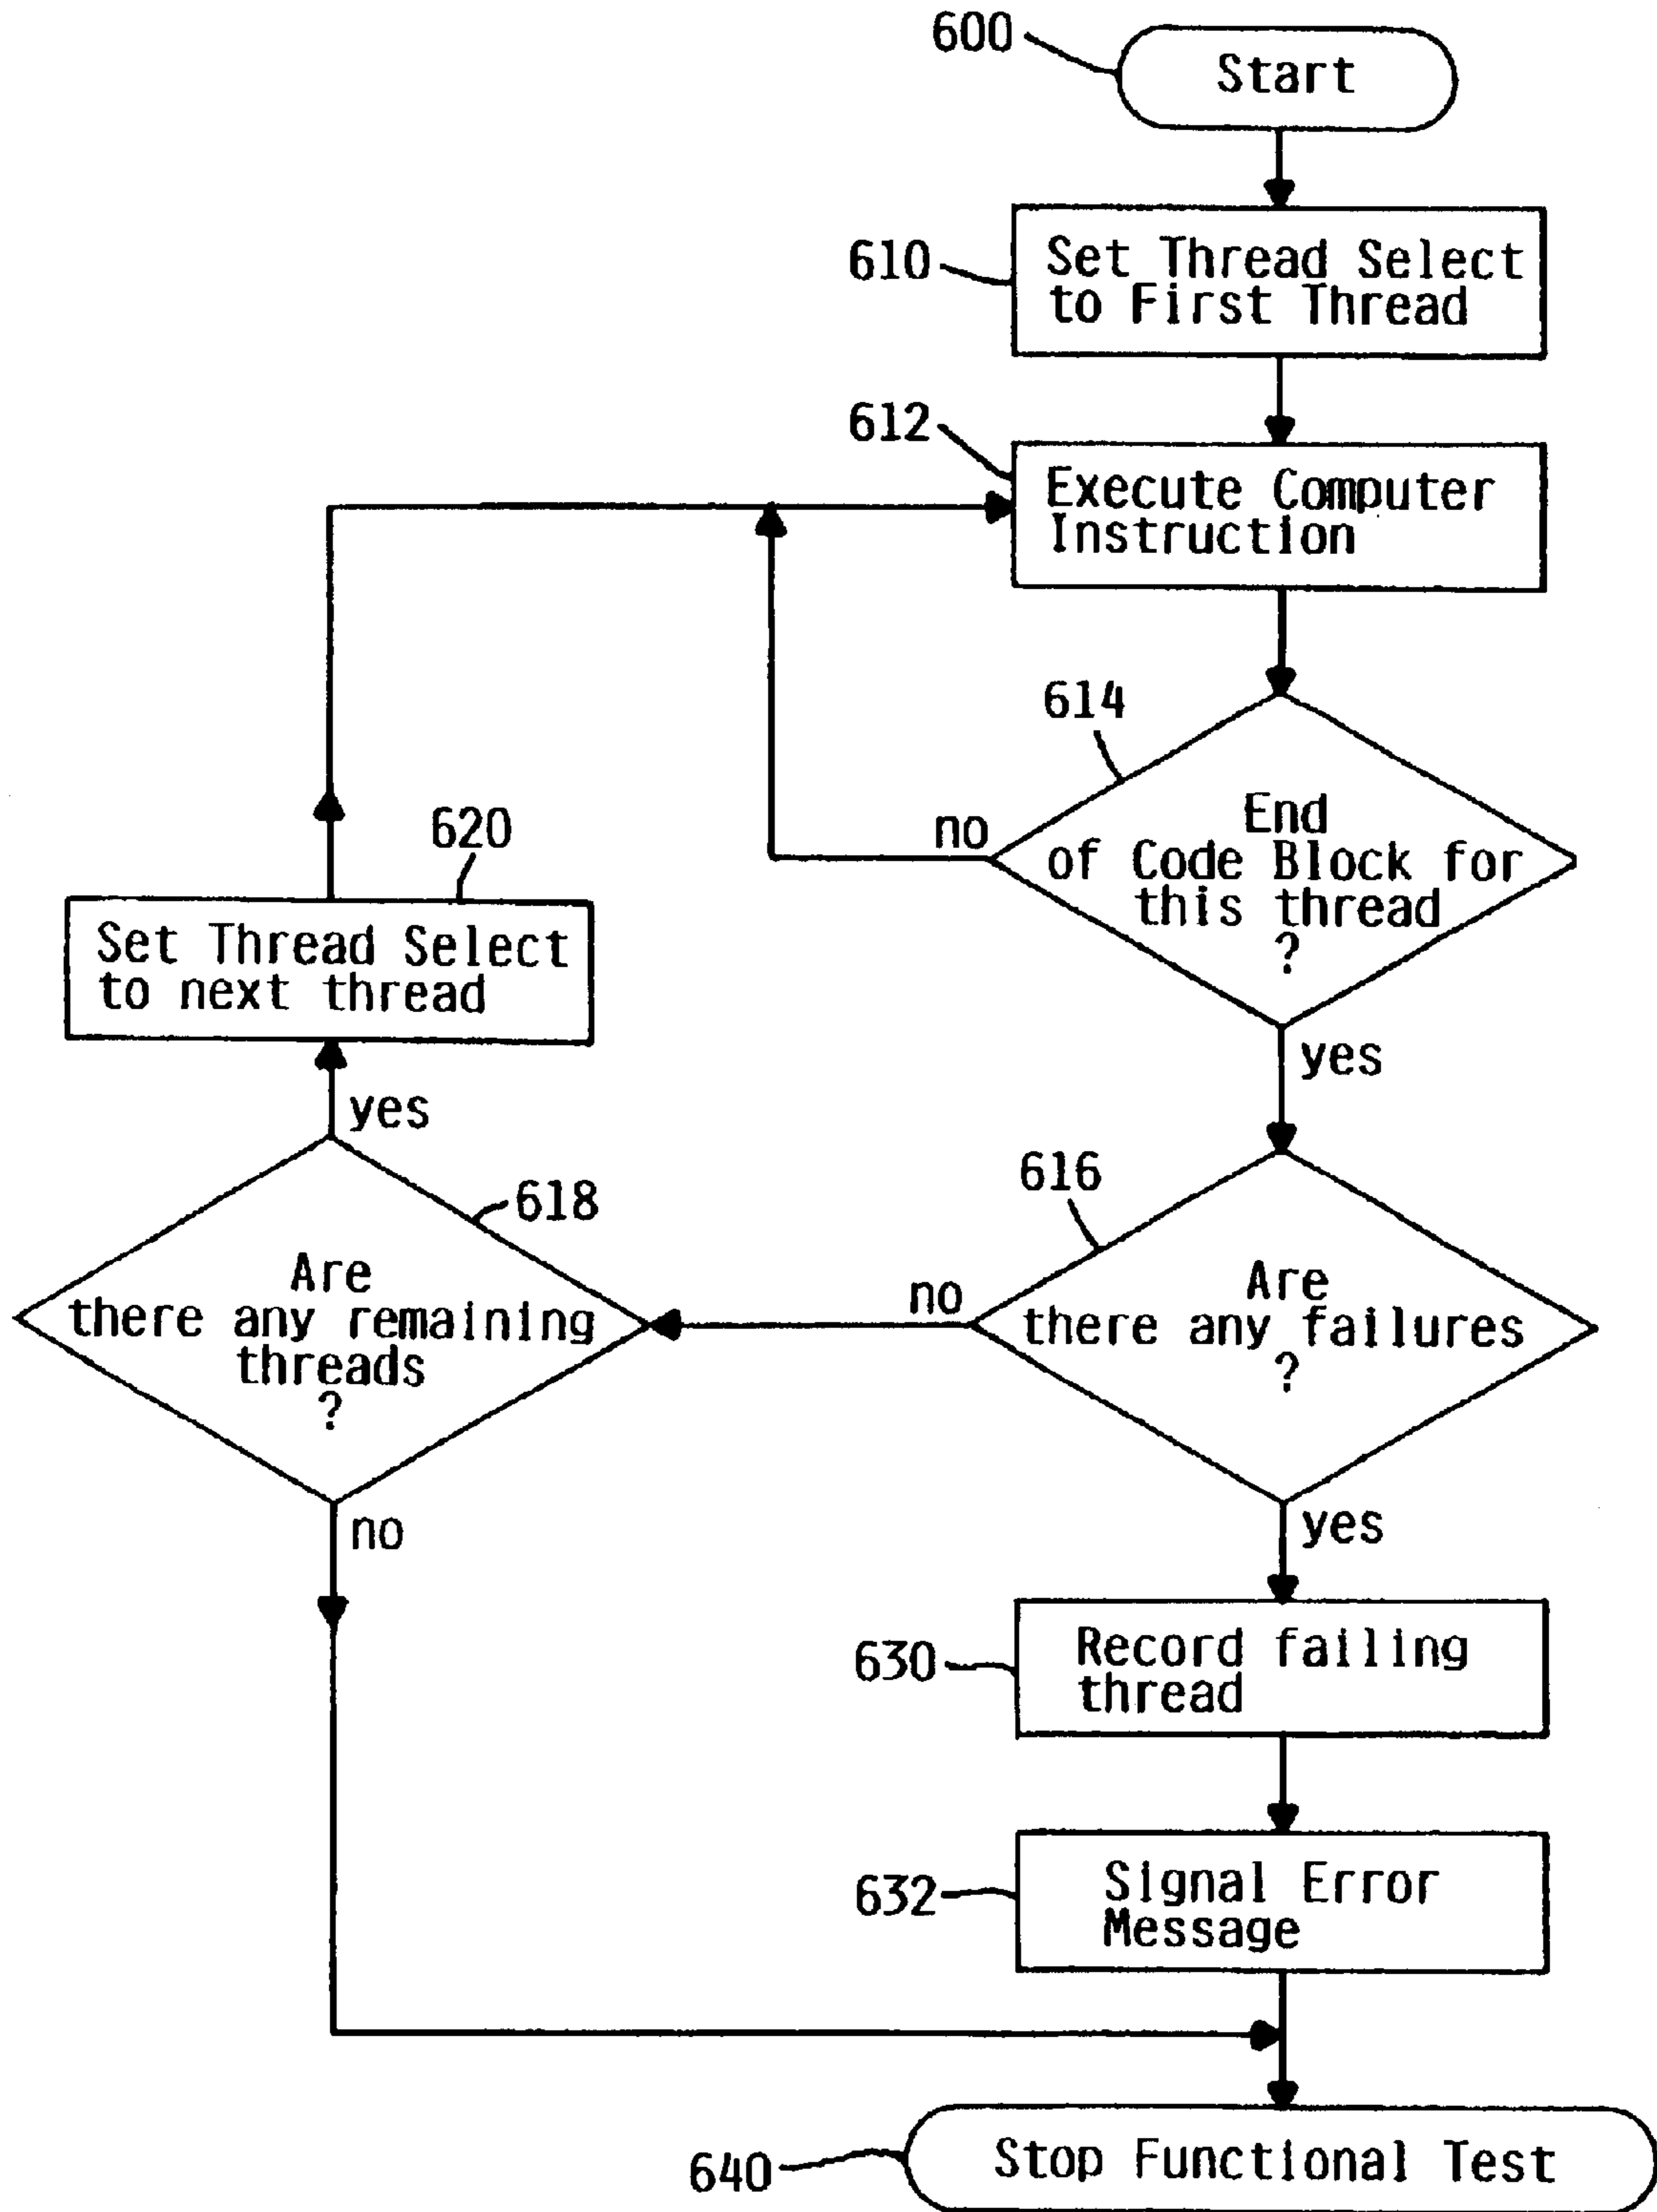 600
Start
610
Set Thread Select
to First Thread
612
Execute Computer
Instruction
614
End
of Code Block for
this thread
?
no
yes
620
Set Thread Select
to next thread
yes
618
Are
there any remaining
threads
?
no
616
Are
there any failures
?
no
yes
630
Record failing
thread
632
Signal Error
Message
640
Stop Functional Test